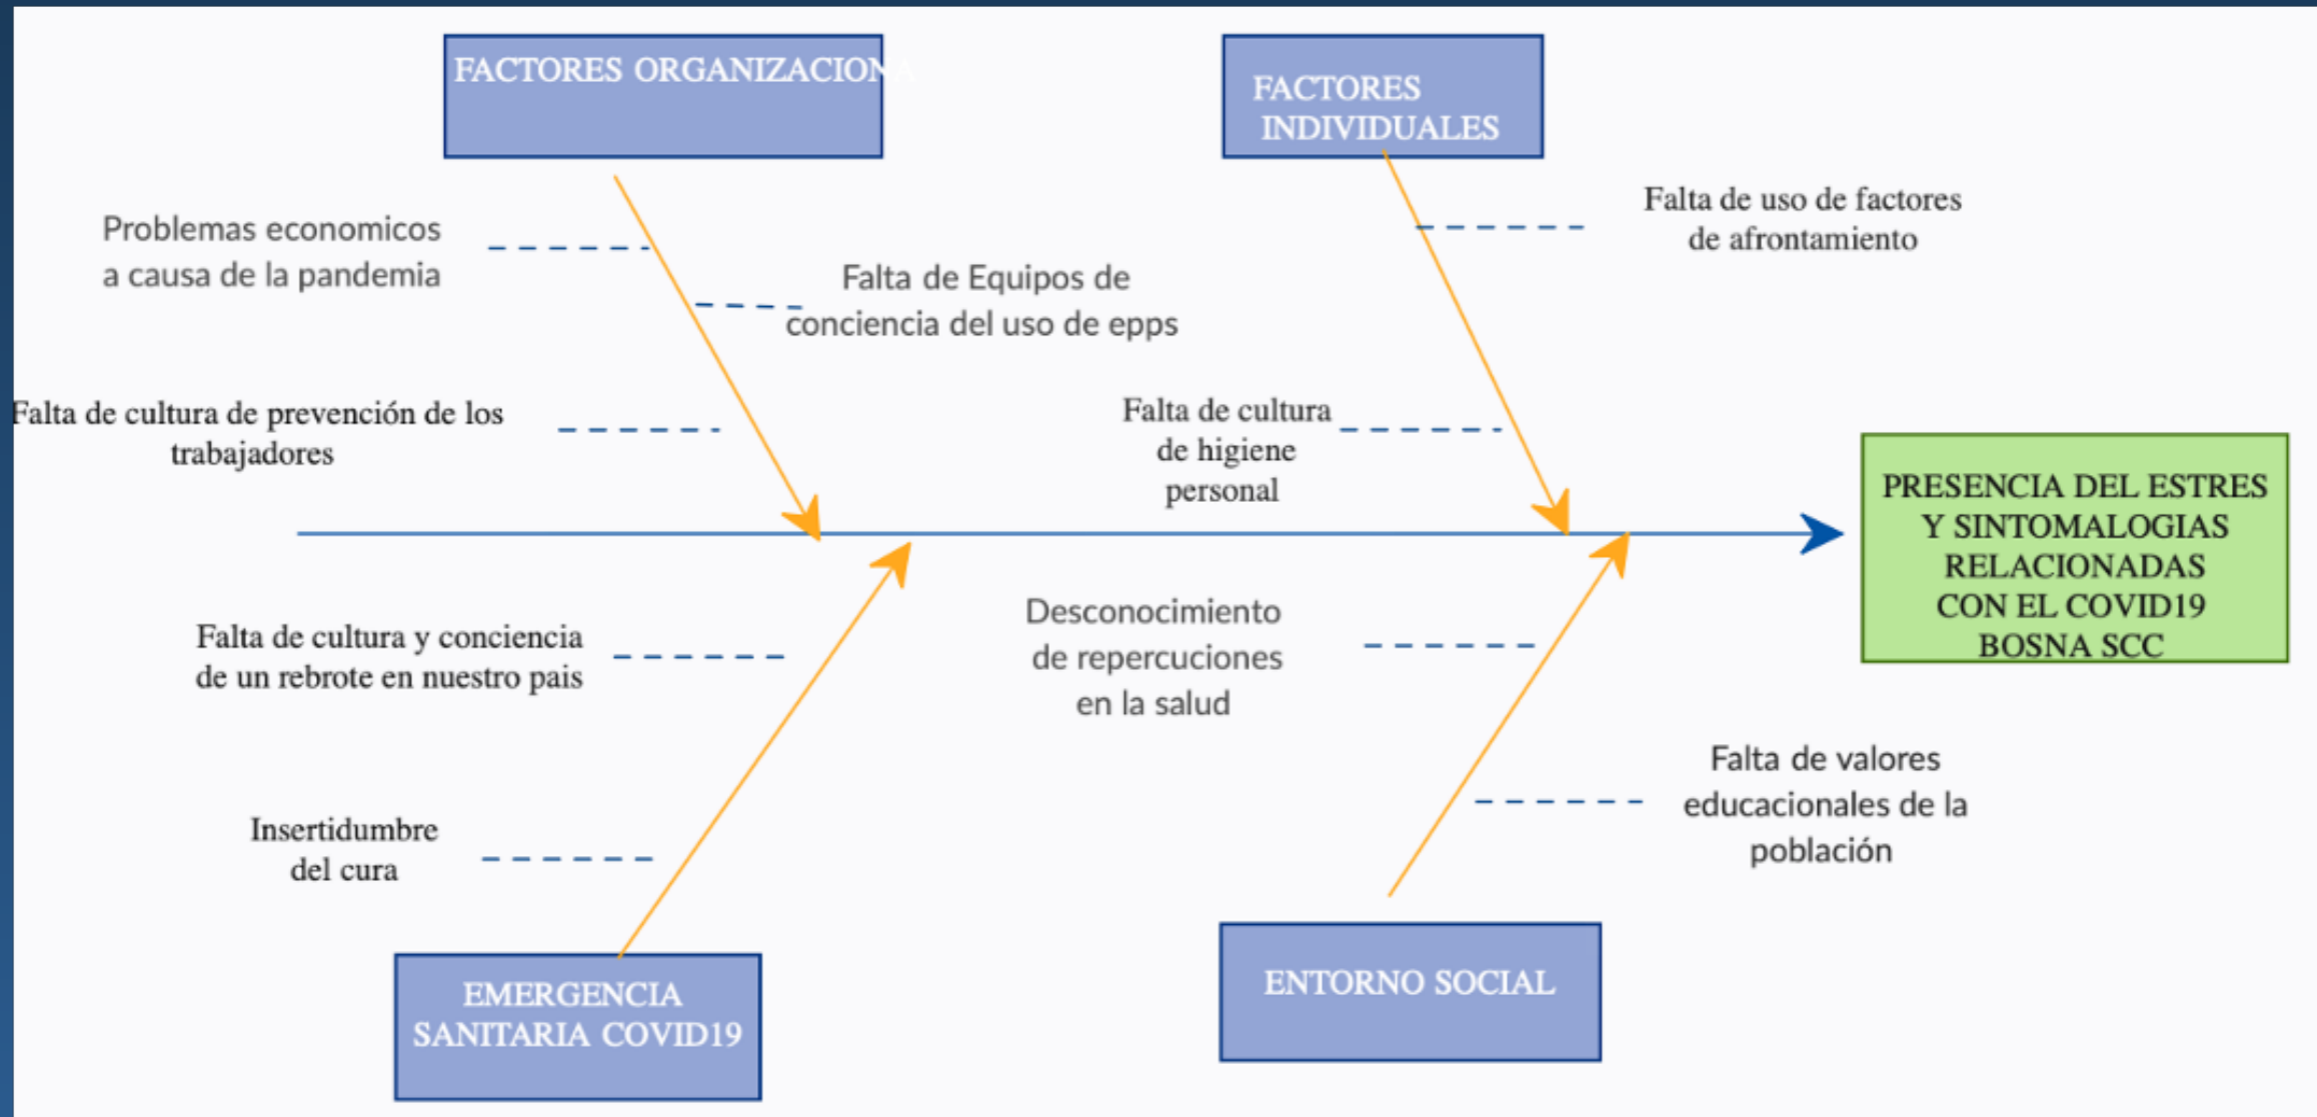 FACTORES ORGANIZACIONA
FACTORES
INDIVIDUALES
Problemas economicos
a causa de la pandemia
Falta de Equipos de
conciencia del uso de epps
Falta de uso de factores
de afrontamiento
Falta de cultura de prevención de los
trabajadores
Falta de cultura
de higiene
personal
PRESENCIA DEL ESTRES
Y SINTOMALOGIAS
RELACIONADAS
CON EL COVID19
BOSNA SCC
Falta de cultura y conciencia
de un rebrote en nuestro pais
Desconocimiento
de repercuciones
en la salud
Insertidumbre
del cura
Falta de valores
educacionales de la
población
EMERGENCIA
SANITARIA COVID19
ENTORNO SOCIAL